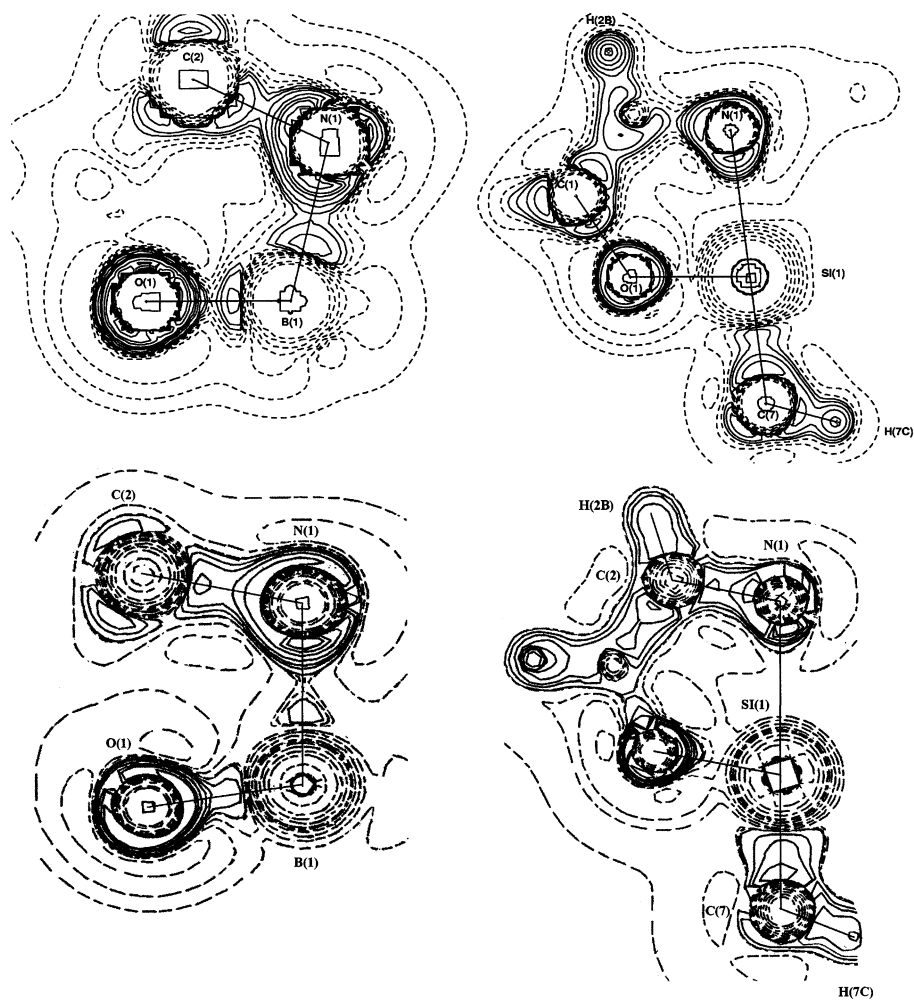 C(2)
N(1)
O(1)
B(1)
H(2B)
N(1)
C(1)
O(1)
SI(1)
C(7)
H(7C)
C(2)
N(1)
O(1)
B(1)
H(2B)
C(2)
N(1)
SI(1)
C(7)
H(7C)